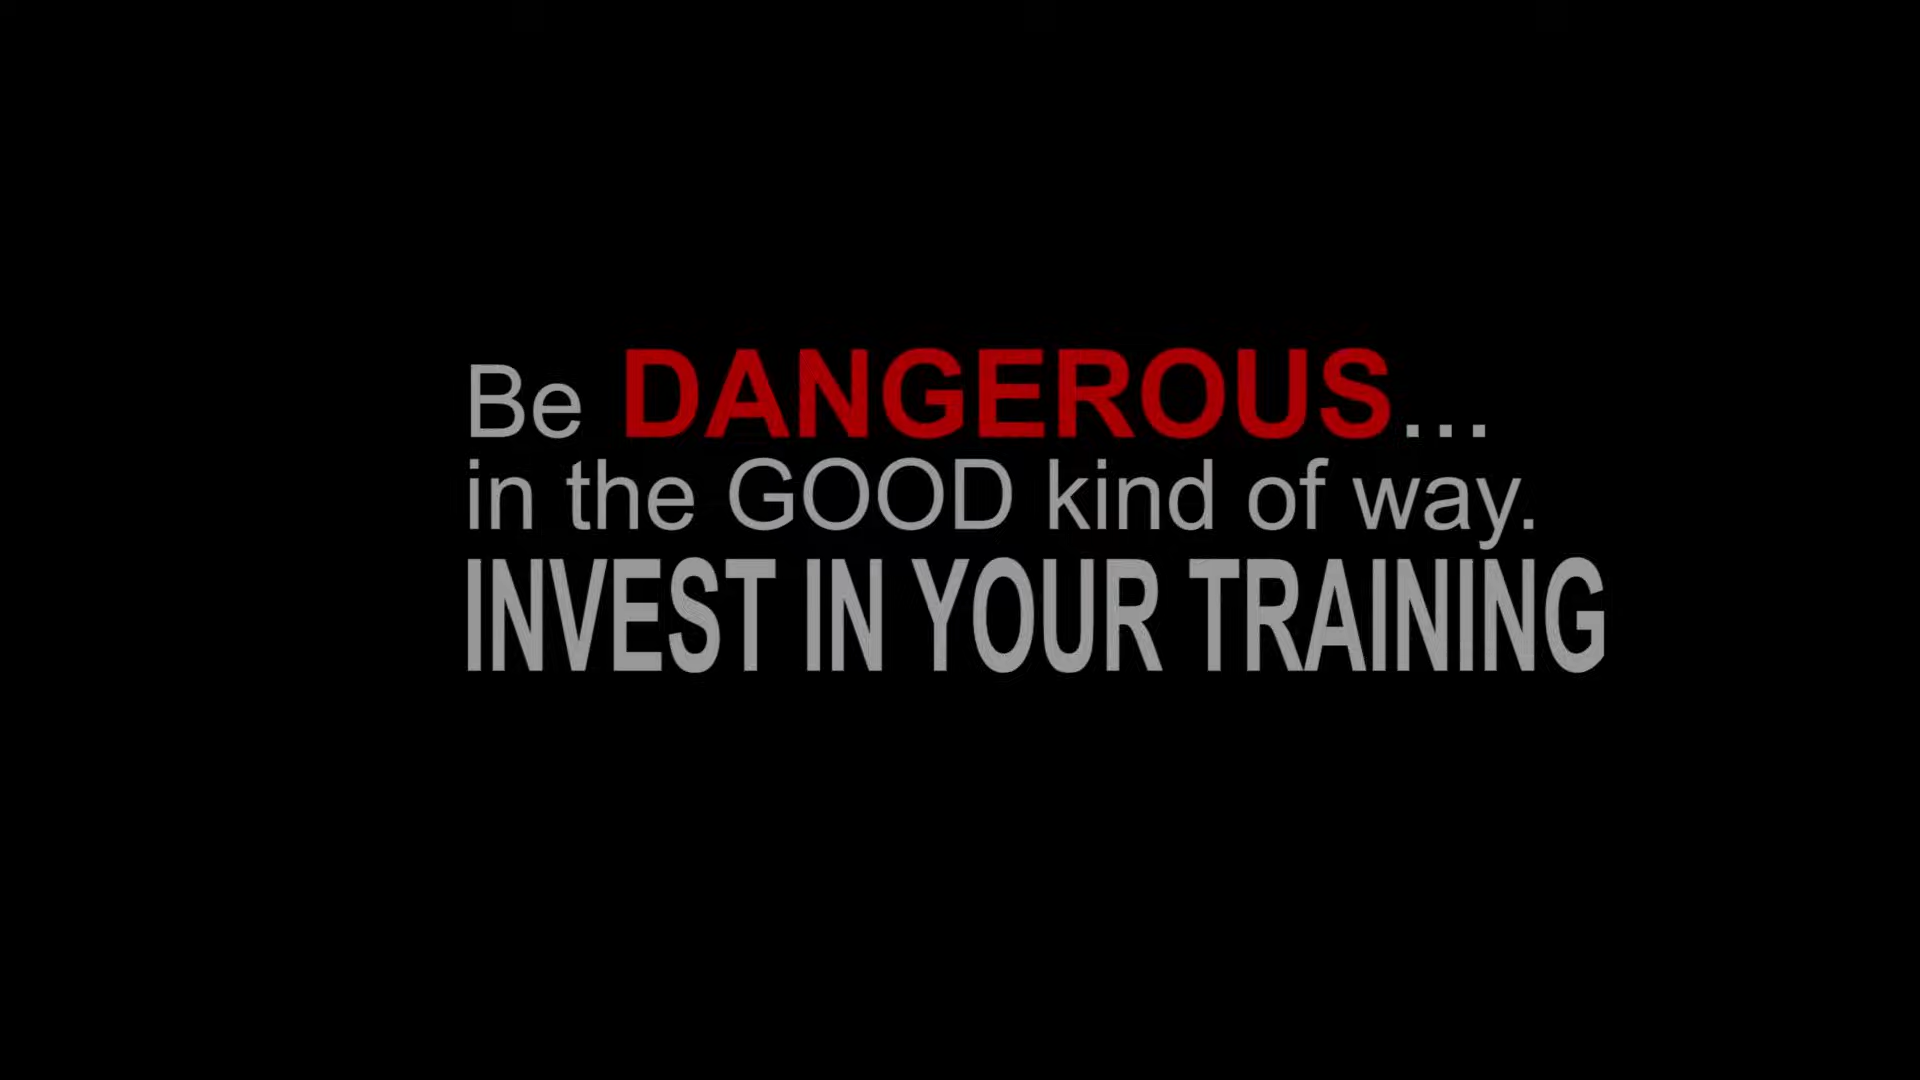 Be DANGEROUS...
in the GOOD kind of way.
INVEST IN YOUR TRAINING